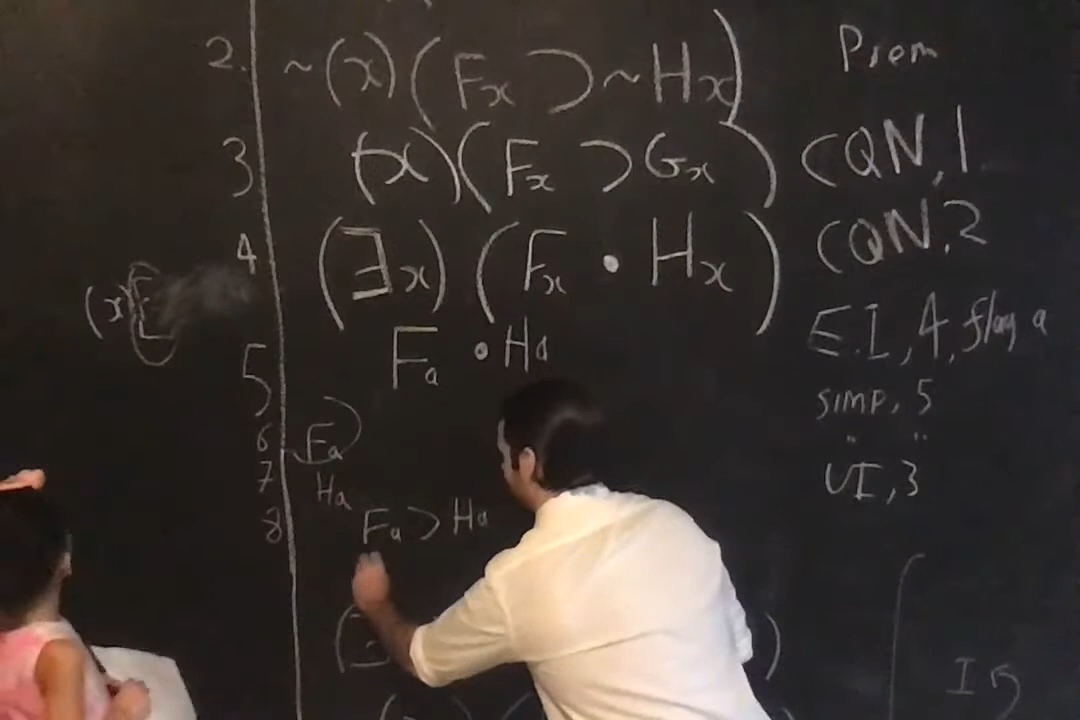 2. ~(x)(Fx ⊃ ~Hx) Prem
3 (x)(Fx ⊃ Gx) CQN, 1
4 (∃x)(Fx • Hx) CQN, 2
(x)
5 Fa • Ha E.I, 4, flag a
6 Fa SIMP, 5
7 Ha " "
8 Fa ⊃ Ha UI, 3
(∃ )
I 5